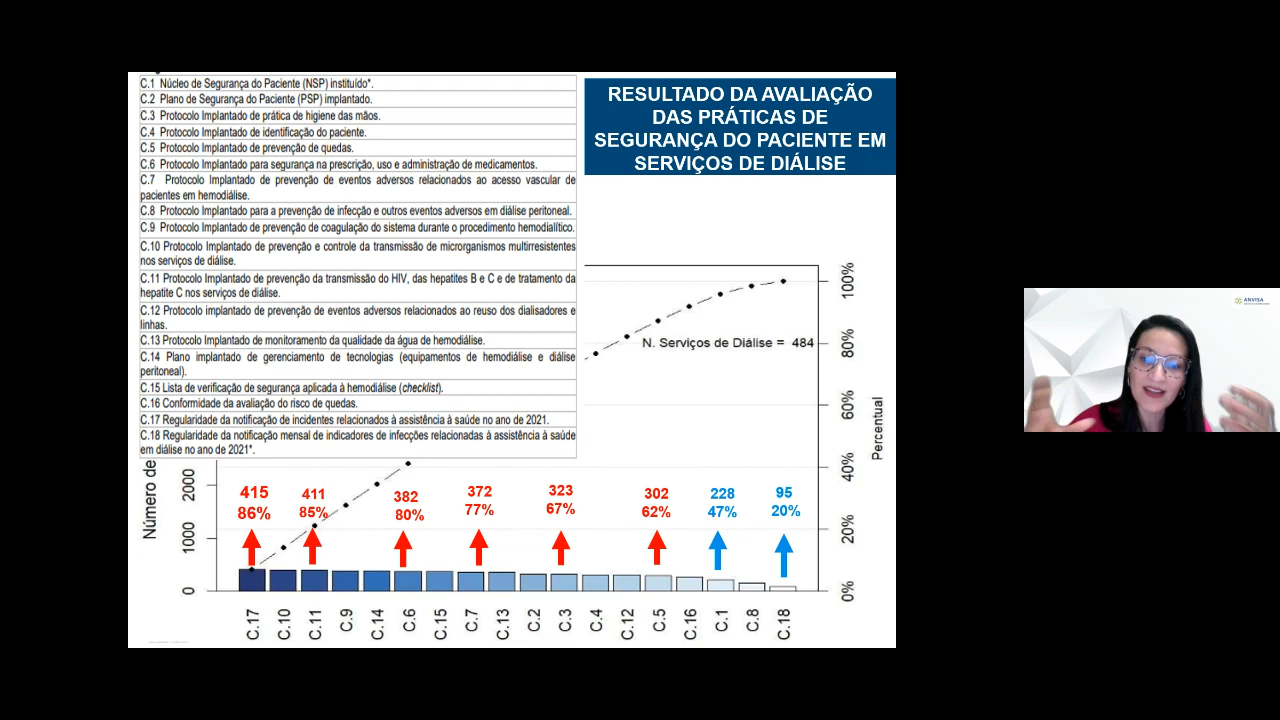 C.1 Núcleo de Segurança do Paciente (NSP) instituído*.
C.2 Plano de Segurança do Paciente (PSP) implantado.
C.3 Protocolo Implantado de prática de higiene das mãos.
C.4 Protocolo Implantado de identificação do paciente.
C.5 Protocolo Implantado de prevenção de quedas.
C.6 Protocolo Implantado para segurança na prescrição, uso e administração de medicamentos.
C.7 Protocolo Implantado de prevenção de eventos adversos relacionados ao acesso vascular de
pacientes em hemodiálise.
C.8 Protocolo Implantado para a prevenção de infecção e outros eventos adversos em diálise peritoneal.
C.9 Protocolo Implantado de prevenção de coagulação do sistema durante o procedimento hemodialítico.
C.10 Protocolo Implantado de prevenção e controle da transmissão de microrganismos multirresistentes
nos serviços de diálise.
C.11 Protocolo Implantado de prevenção da transmissão do HIV, das hepatites B e C e de tratamento da
hepatite C nos serviços de diálise.
C.12 Protocolo implantado de prevenção de eventos adversos relacionados ao reuso dos dialisadores e
linhas.
C.13 Protocolo Implantado de monitoramento da qualidade da água de hemodiálise.
C.14 Plano implantado de gerenciamento de tecnologias (equipamentos de hemodiálise e diálise
peritoneal).
C.15 Lista de verificação de segurança aplicada à hemodiálise (checklist).
C.16 Conformidade da avaliação do risco de quedas.
C.17 Regularidade da notificação de incidentes relacionados à assistência à saúde no ano de 2021.
C.18 Regularidade da notificação mensal de indicadores de infecções relacionadas à assistência à saúde
em diálise no ano de 2021*.
RESULTADO DA AVALIAÇÃO
DAS PRÁTICAS DE
SEGURANÇA DO PACIENTE EM
SERVIÇOS DE DIÁLISE
N. Serviços de Diálise = 484
100%
80%
60%
40%
20%
0%
Percentual
Número de
2000
1000
0
415 411 382 372 323 302 228 95
86% 85% 80% 77% 67% 62% 47% 20%
C.17 C.10 C.11 C.9 C.14 C.6 C.15 C.7 C.13 C.2 C.3 C.4 C.12 C.5 C.16 C.1 C.8 C.18
ANVISA